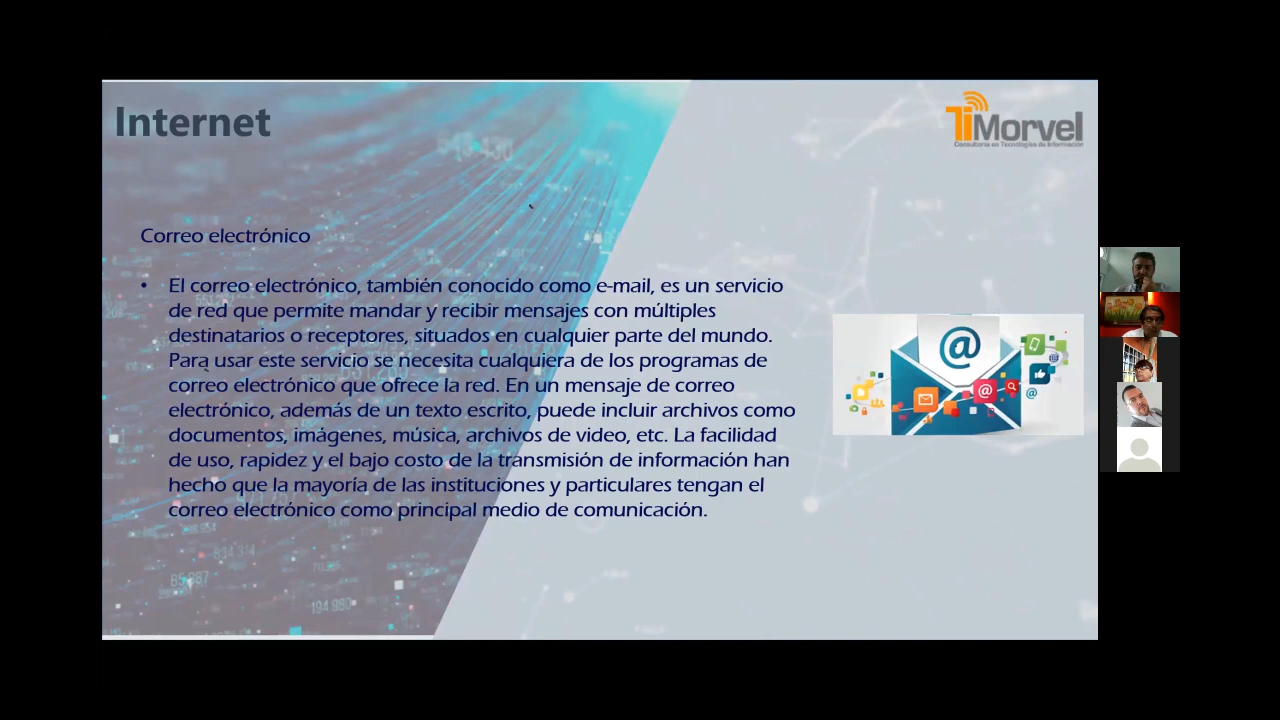 Internet
TiMorvel
Consultoría en Tecnologías de Información
Correo electrónico
• El correo electrónico, también conocido como e-mail, es un servicio
de red que permite mandar y recibir mensajes con múltiples
destinatarios o receptores, situados en cualquier parte del mundo.
Para usar este servicio se necesita cualquiera de los programas de
correo electrónico que ofrece la red. En un mensaje de correo
electrónico, además de un texto escrito, puede incluir archivos como
documentos, imágenes, música, archivos de video, etc. La facilidad
de uso, rapidez y el bajo costo de la transmisión de información han
hecho que la mayoría de las instituciones y particulares tengan el
correo electrónico como principal medio de comunicación.
@
@
@
834 314
194 980